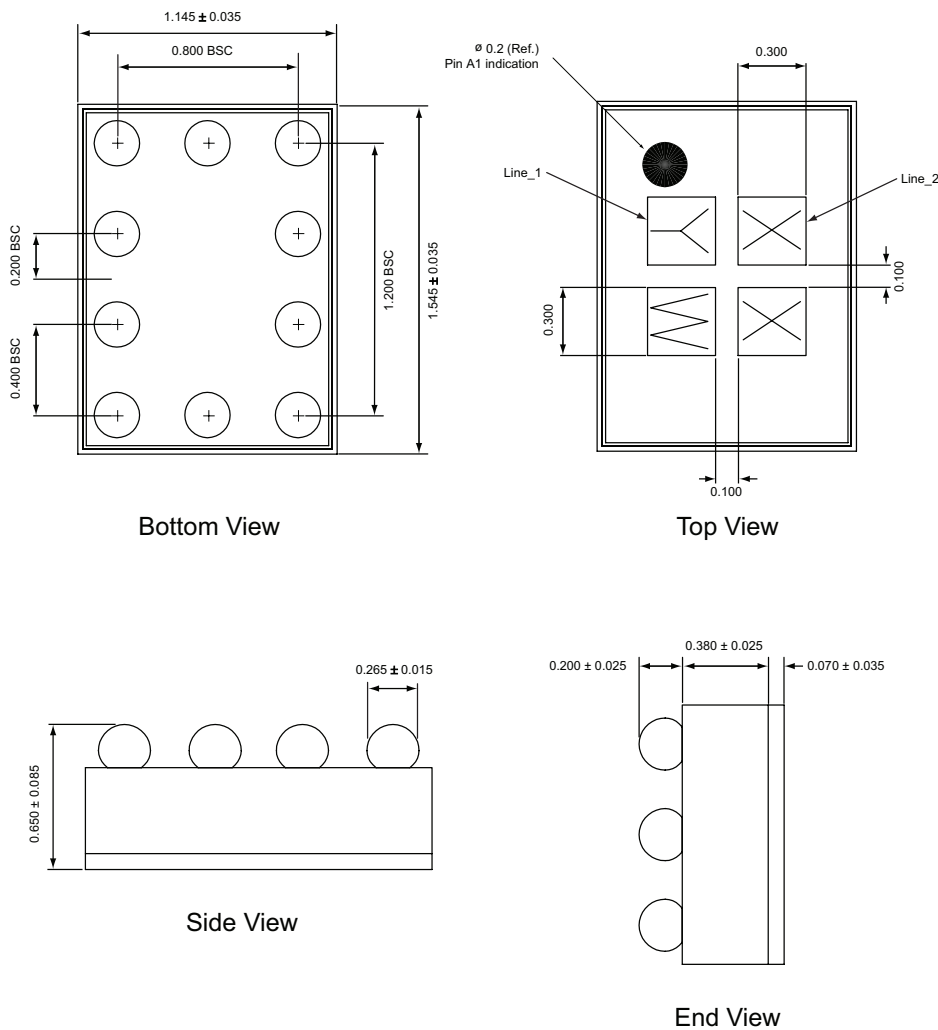 1.145 ± 0.035
0.800 BSC
0.200 BSC
0.400 BSC
1.200 BSC
1.545 ± 0.035
Bottom View
ø 0.2 (Ref.)
Pin A1 indication
0.300
Line_1
Line_2
Y
X
W
X
0.300
0.100
0.100
Top View
0.650 ± 0.085
0.265 ± 0.015
Side View
0.380 ± 0.025
0.200 ± 0.025
0.070 ± 0.035
End View